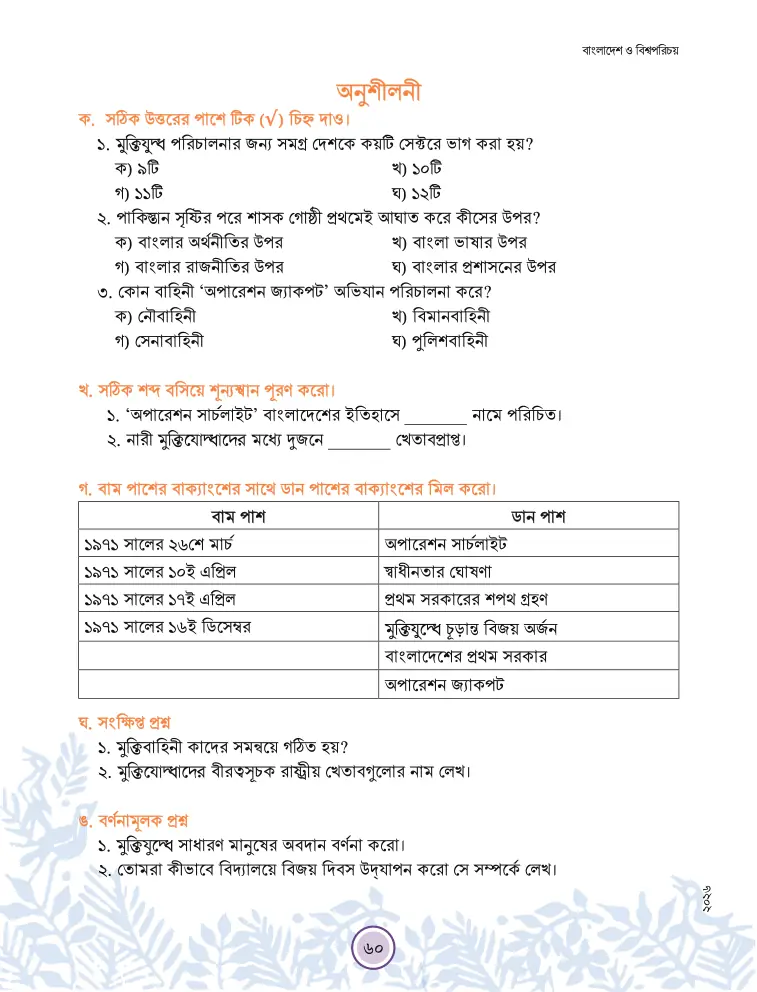 বাংলাদেশ ও বিশ্বপরিচয়
অনুশীলনী
ক. সঠিক উত্তরের পাশে টিক (√) চিহ্ন দাও।
১. মুক্তিযুদ্ধ পরিচালনার জন্য সমগ্র দেশকে কয়টি সেক্টরে ভাগ করা হয়?
ক) ৯টি খ) ১০টি
গ) ১১টি ঘ) ১২টি
২. পাকিস্তান সৃষ্টির পরে শাসক গোষ্ঠী প্রথমেই আঘাত করে কীসের উপর?
ক) বাংলার অর্থনীতির উপর খ) বাংলা ভাষার উপর
গ) বাংলার রাজনীতির উপর ঘ) বাংলার প্রশাসনের উপর
৩. কোন বাহিনী ‘অপারেশন জ্যাকপট’ অভিযান পরিচালনা করে?
ক) নৌবাহিনী খ) বিমানবাহিনী
গ) সেনাবাহিনী ঘ) পুলিশবাহিনী
খ. সঠিক শব্দ বসিয়ে শূন্যস্থান পূরণ করো।
১. ‘অপারেশন সার্চলাইট’ বাংলাদেশের ইতিহাসে _______ নামে পরিচিত।
২. নারী মুক্তিযোদ্ধাদের মধ্যে দুজনে _______ খেতাবপ্রাপ্ত।
গ. বাম পাশের বাক্যাংশের সাথে ডান পাশের বাক্যাংশের মিল করো।
বাম পাশ ডান পাশ
১৯৭১ সালের ২৬শে মার্চ অপারেশন সার্চলাইট
১৯৭১ সালের ১০ই এপ্রিল স্বাধীনতার ঘোষণা
১৯৭১ সালের ১৭ই এপ্রিল প্রথম সরকারের শপথ গ্রহণ
১৯৭১ সালের ১৬ই ডিসেম্বর মুক্তিযুদ্ধে চূড়ান্ত বিজয় অর্জন
বাংলাদেশের প্রথম সরকার
অপারেশন জ্যাকপট
ঘ. সংক্ষিপ্ত প্রশ্ন
১. মুক্তিবাহিনী কাদের সমন্বয়ে গঠিত হয়?
২. মুক্তিযোদ্ধাদের বীরত্বসূচক রাষ্ট্রীয় খেতাবগুলোর নাম লেখ।
ঙ. বর্ণনামূলক প্রশ্ন
১. মুক্তিযুদ্ধে সাধারণ মানুষের অবদান বর্ণনা করো।
২. তোমরা কীভাবে বিদ্যালয়ে বিজয় দিবস উদ্‌যাপন করো সে সম্পর্কে লেখ।
২০২৬
৬০